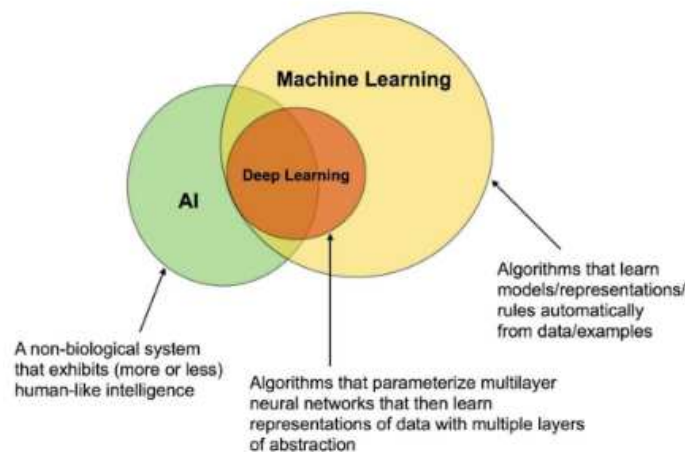 Machine Learning
Deep Learning
AI
Algorithms that learn
models/representations/
rules automatically
from data/examples
A non-biological system
that exhibits (more or less)
human-like intelligence
Algorithms that parameterize multilayer
neural networks that then learn
representations of data with multiple layers
of abstraction